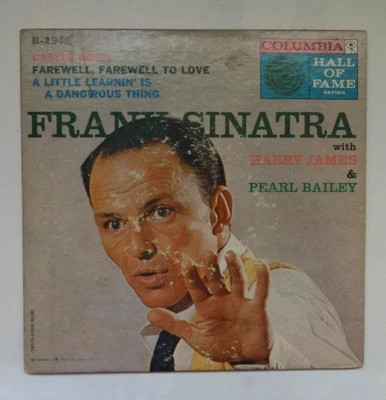 COLUMBIA
HALL
OF
FAME
series
CASTLE ROCK
FAREWELL, FAREWELL TO LOVE
A LITTLE LEARNIN' IS
A DANG'ROUS THING
FRANK SINATRA
with
HARRY JAMES
&
PEARL BAILEY